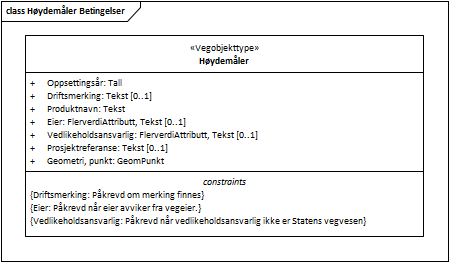 class Høydemåler Betingelser
«Vegobjekttype»
Høydemåler
+ Oppsettingsår: Tall
+ Driftsmerking: Tekst [0..1]
+ Produktnavn: Tekst
+ Eier: FlerverdiAttributt, Tekst [0..1]
+ Vedlikeholdsansvarlig: FlerverdiAttributt, Tekst [0..1]
+ Prosjektreferanse: Tekst [0..1]
+ Geometri, punkt: GeomPunkt
constraints
{Driftsmerking: Påkrevd om merking finnes}
{Eier: Påkrevd når eier avviker fra vegeier.}
{Vedlikeholdsansvarlig: Påkrevd når vedlikeholdsansvarlig ikke er Statens vegvesen}